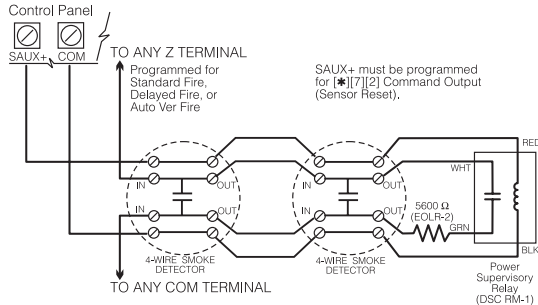 Control Panel
SAUX+ COM
TO ANY Z TERMINAL
Programmed for
Standard Fire,
Delayed Fire, or
Auto Ver Fire
SAUX+ must be programmed
for [✱][7][2] Command Output
(Sensor Reset).
RED
WHT
IN OUT IN OUT
IN OUT IN OUT
5600 Ω
(EOLR-2)
GRN
BLK
4-WIRE SMOKE
DETECTOR
4-WIRE SMOKE
DETECTOR
TO ANY COM TERMINAL
Power
Supervisory
Relay
(DSC RM-1)